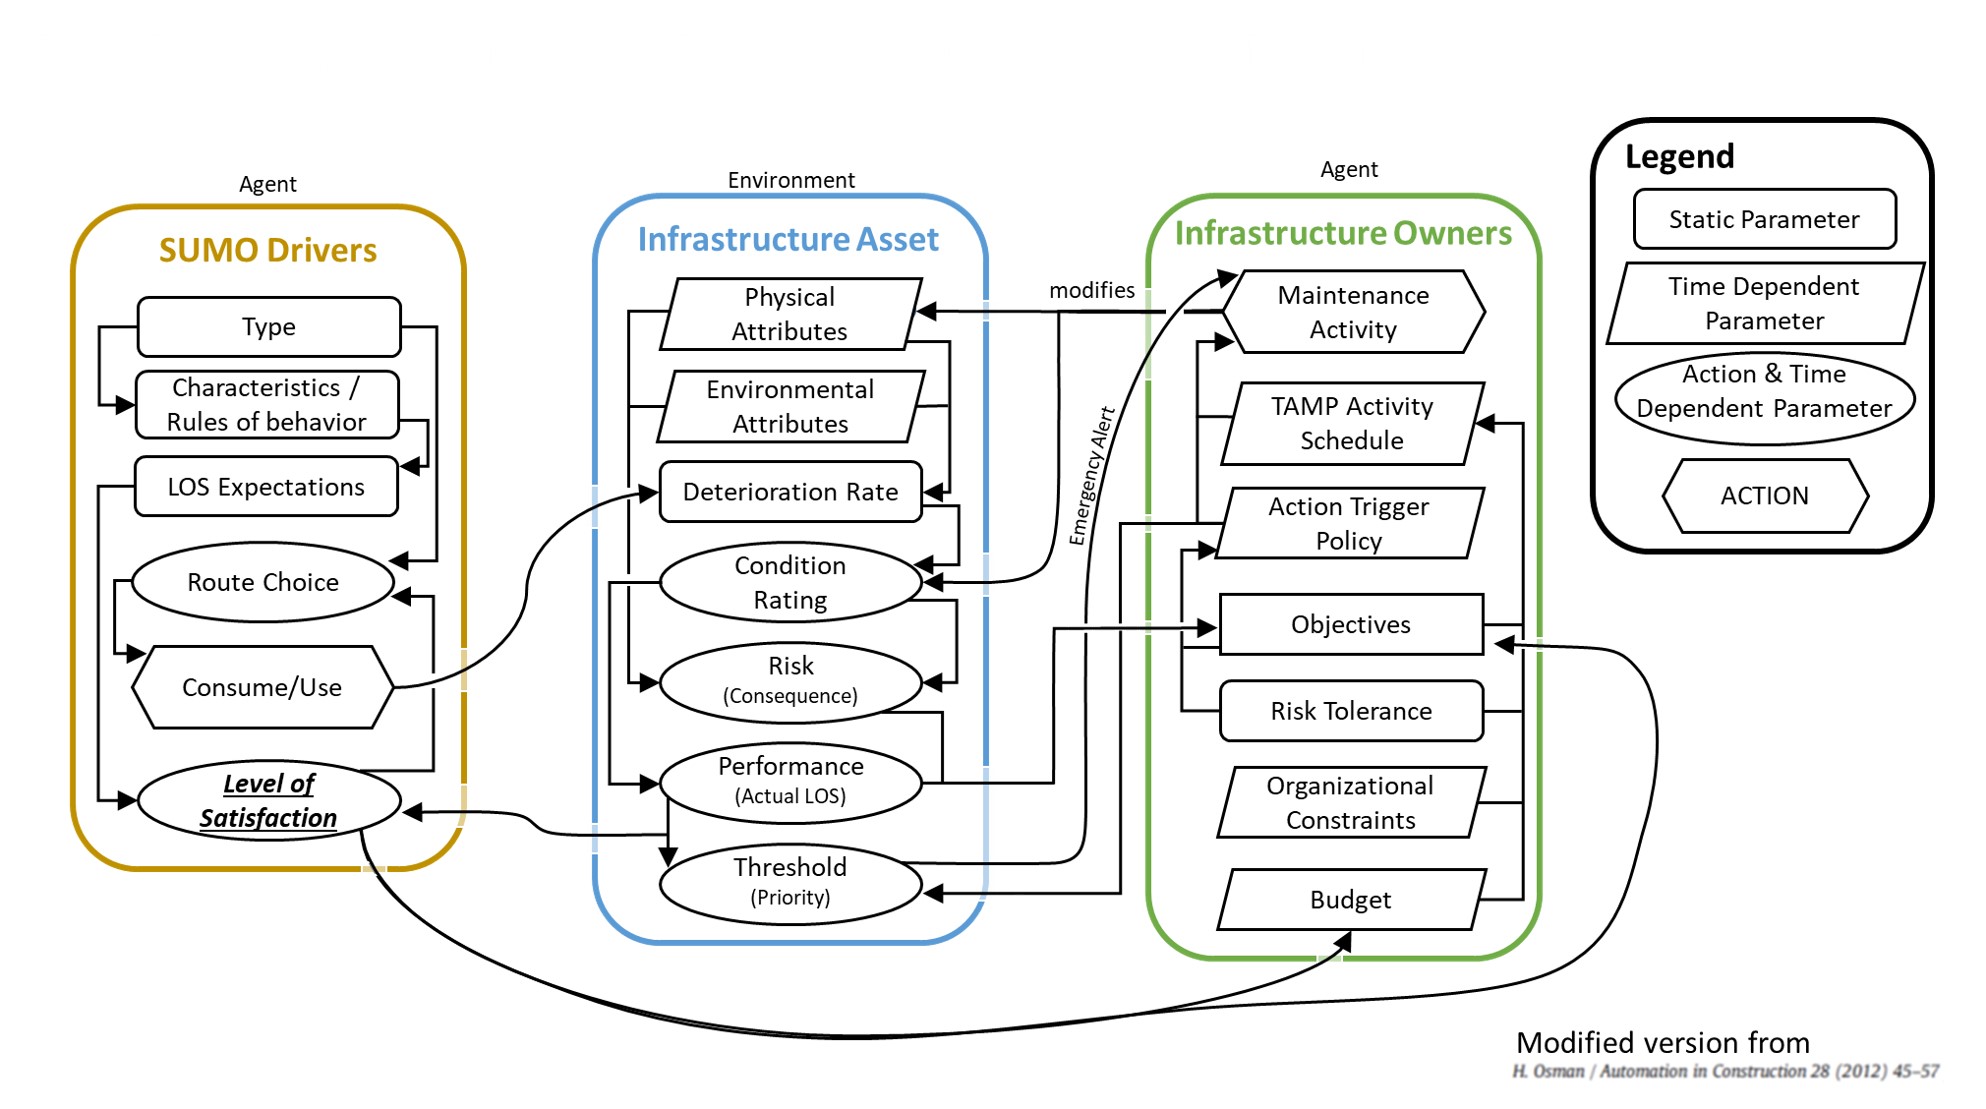 Agent
SUMO Drivers
Type
Characteristics /
Rules of behavior
LOS Expectations
Route Choice
Consume/Use
Level of
Satisfaction
Environment
Infrastructure Asset
Physical
Attributes
Environmental
Attributes
Deterioration Rate
Condition
Rating
Risk
(Consequence)
Performance
(Actual LOS)
Threshold
(Priority)
modifies
Emergency Alert
Agent
Infrastructure Owners
Maintenance
Activity
TAMP Activity
Schedule
Action Trigger
Policy
Objectives
Risk Tolerance
Organizational
Constraints
Budget
Legend
Static Parameter
Time Dependent
Parameter
Action & Time
Dependent Parameter
ACTION
Modified version from
H. Osman / Automation in Construction 28 (2012) 45–57